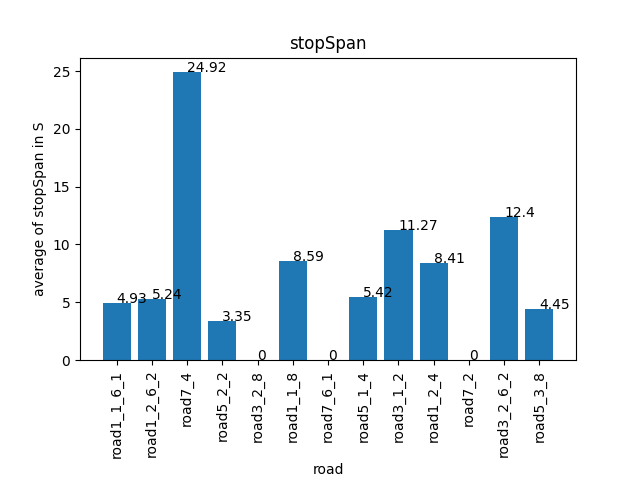 stopSpan
average of stopSpan in S
25
20
15
10
5
0
4.93
5.24
24.92
3.35
0
8.59
0
5.42
11.27
8.41
0
12.4
4.45
road1_1_6_1
road1_2_6_2
road7_4
road5_2_2
road3_2_8
road1_1_8
road7_6_1
road5_1_4
road3_1_2
road1_2_4
road7_2
road3_2_6_2
road5_3_8
road